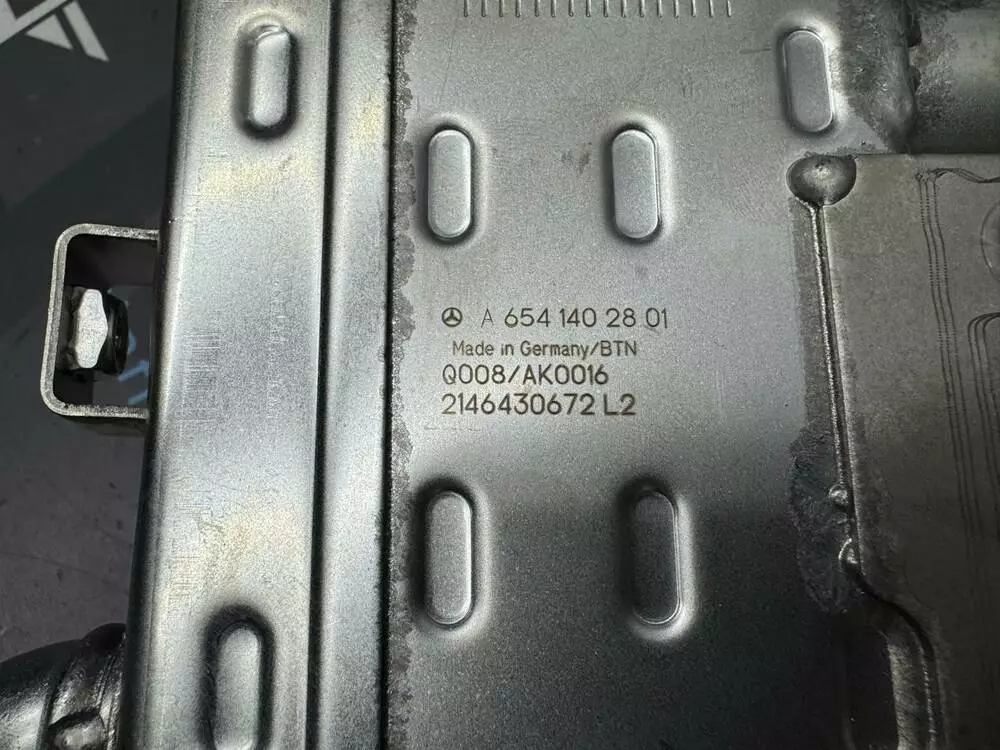 A 654 140 28 01
Made in Germany/BTN
Q008/AK0016
2146430672 L2